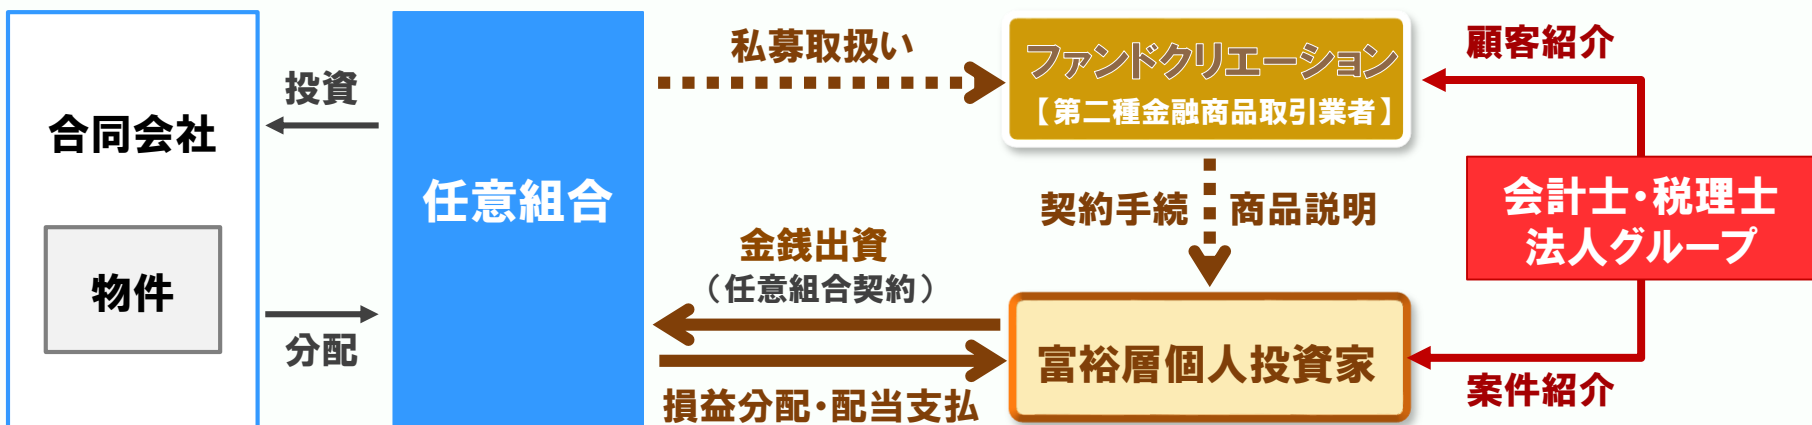 合同会社
物件
投資
分配
任意組合
私募取扱い
金銭出資
（任意組合契約）
損益分配・配当支払
ファンドクリエーション
【第二種金融商品取引業者】
契約手続
商品説明
富裕層個人投資家
顧客紹介
会計士・税理士
法人グループ
案件紹介